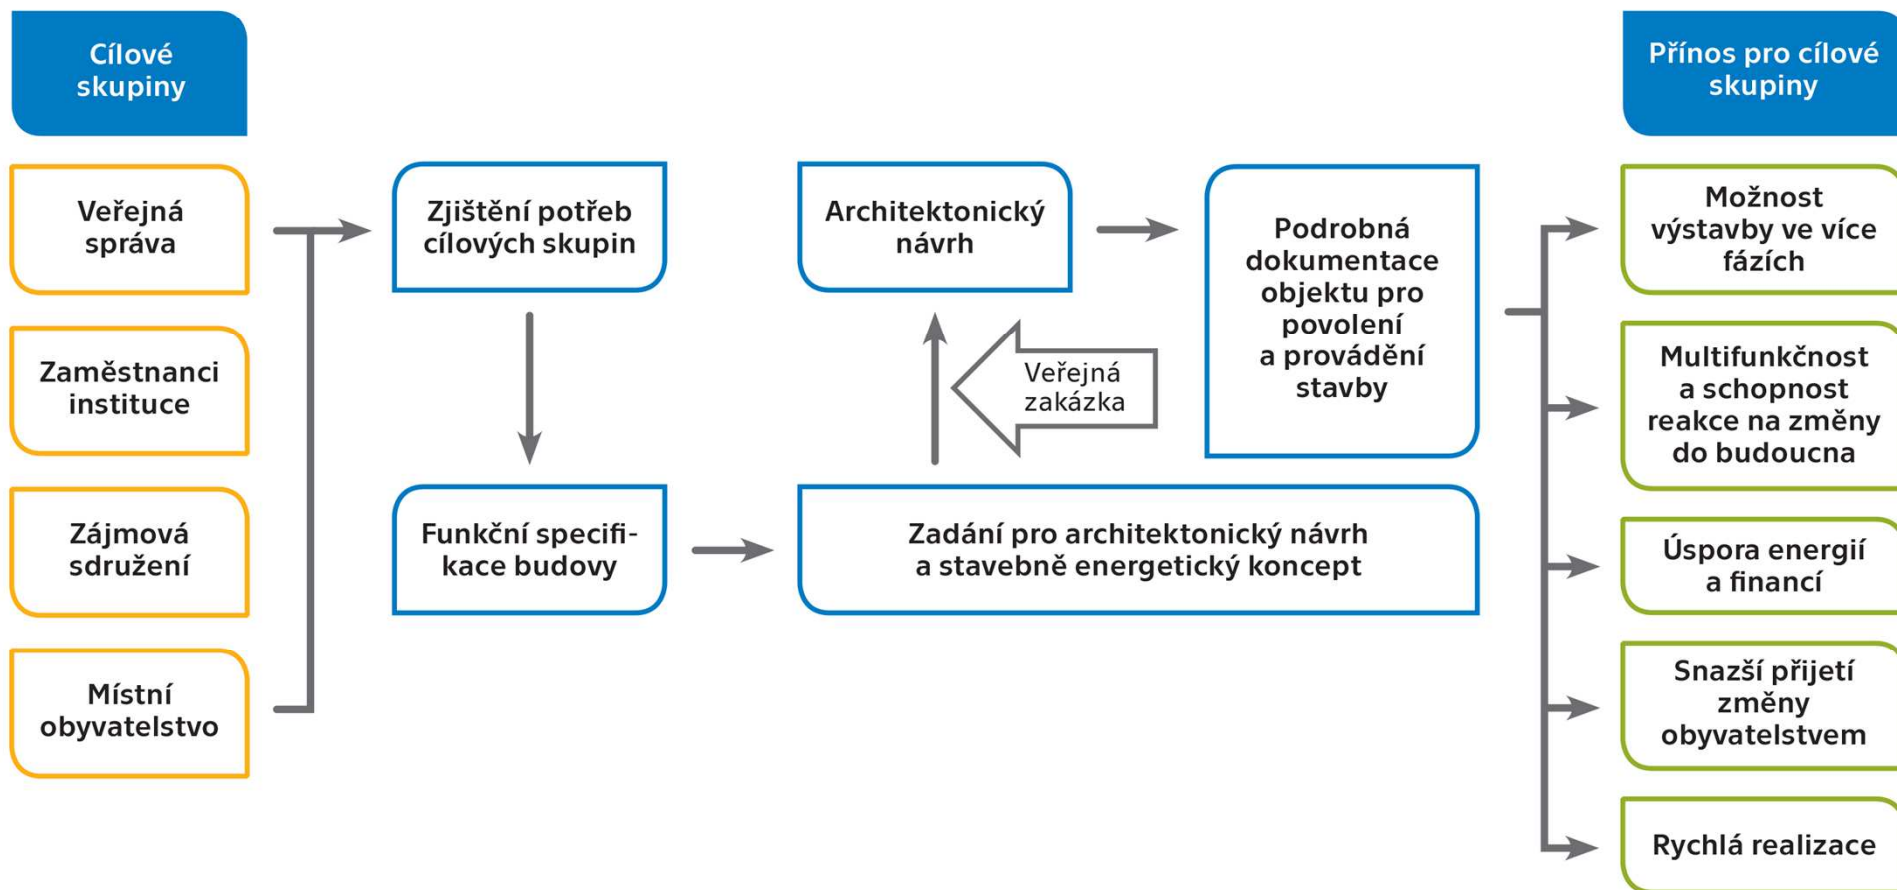 Cílové
skupiny
Veřejná
správa
Zaměstnanci
instituce
Zájmová
sdružení
Místní
obyvatelstvo
Zjištění potřeb
cílových skupin
Funkční specifi-
kace budovy
Zadání pro architektonický návrh
a stavebně energetický koncept
Veřejná
zakázka
Architektonický
návrh
Podrobná
dokumentace
objektu pro
povolení
a provádění
stavby
Přínos pro cílové
skupiny
Možnost
výstavby ve více
fázích
Multifunkčnost
a schopnost
reakce na změny
do budoucna
Úspora energií
a financí
Snazší přijetí
změny
obyvatelstvem
Rychlá realizace